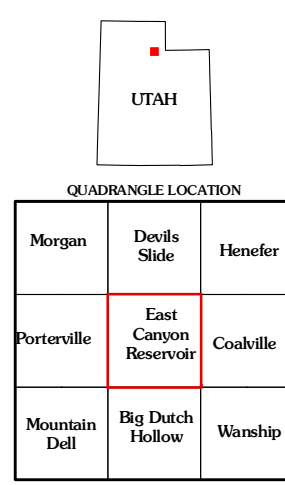 UTAH
QUADRANGLE LOCATION
Morgan
Devils
Slide
Henefer
Porterville
East
Canyon
Reservoir
Coalville
Mountain
Dell
Big Dutch
Hollow
Wanship